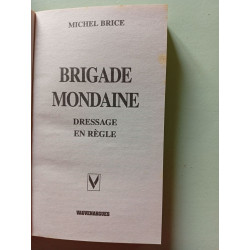 MICHEL BRICE
BRIGADE
MONDAINE
DRESSAGE
EN RÈGLE
V
VAUVENARGUES